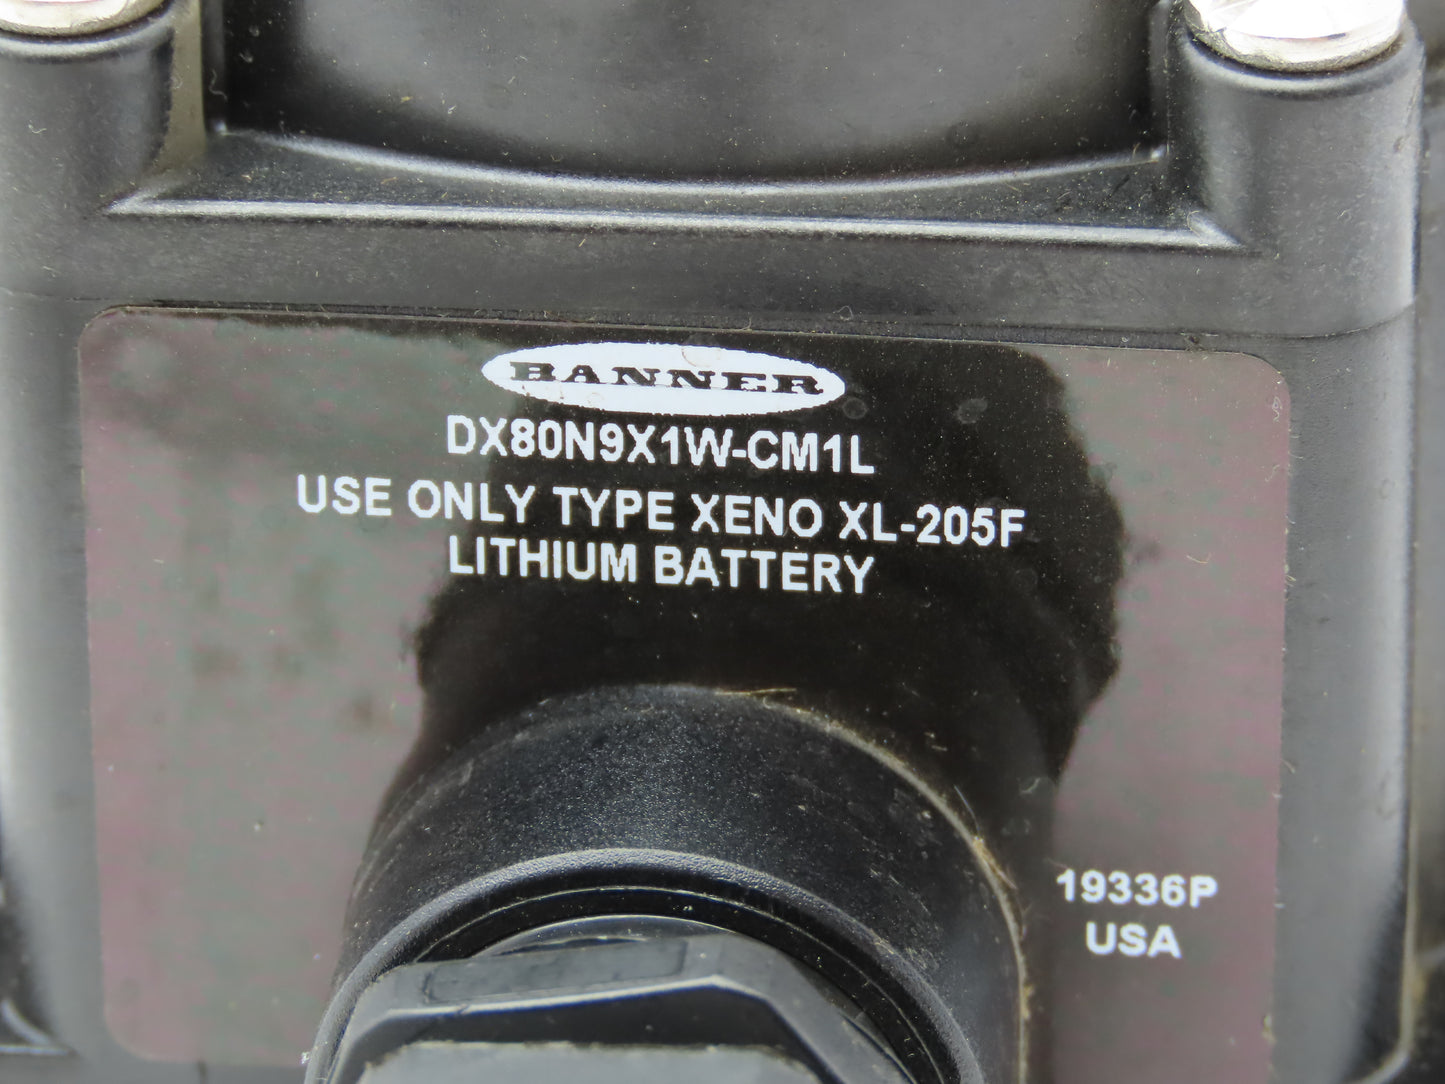 BANNER
DX80N9X1W-CM1L
USE ONLY TYPE XENO XL-205F
LITHIUM BATTERY
19336P
USA